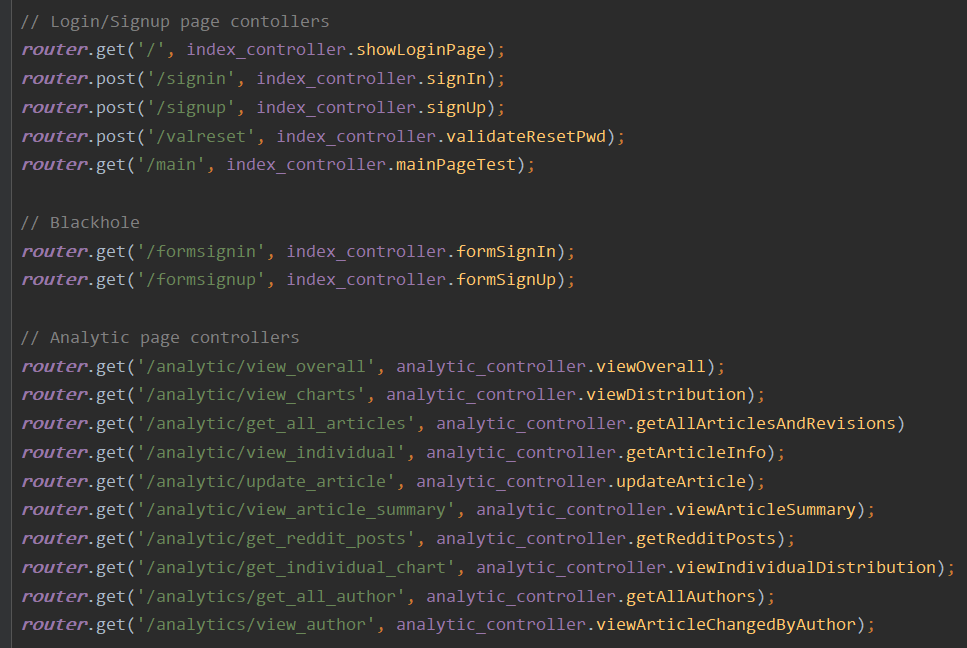 // Login/Signup page contollers
router.get('/', index_controller.showLoginPage);
router.post('/signin', index_controller.signIn);
router.post('/signup', index_controller.signUp);
router.post('/valreset', index_controller.validateResetPwd);
router.get('/main', index_controller.mainPageTest);
// Blackhole
router.get('/formsignin', index_controller.formSignIn);
router.get('/formsignup', index_controller.formSignUp);
// Analytic page controllers
router.get('/analytic/view_overall', analytic_controller.viewOverall);
router.get('/analytic/view_charts', analytic_controller.viewDistribution);
router.get('/analytic/get_all_articles', analytic_controller.getAllArticlesAndRevisions)
router.get('/analytic/view_individual', analytic_controller.getArticleInfo);
router.get('/analytic/update_article', analytic_controller.updateArticle);
router.get('/analytic/view_article_summary', analytic_controller.viewArticleSummary);
router.get('/analytic/get_reddit_posts', analytic_controller.getRedditPosts);
router.get('/analytic/get_individual_chart', analytic_controller.viewIndividualDistribution);
router.get('/analytics/get_all_author', analytic_controller.getAllAuthors);
router.get('/analytics/view_author', analytic_controller.viewArticleChangedByAuthor);